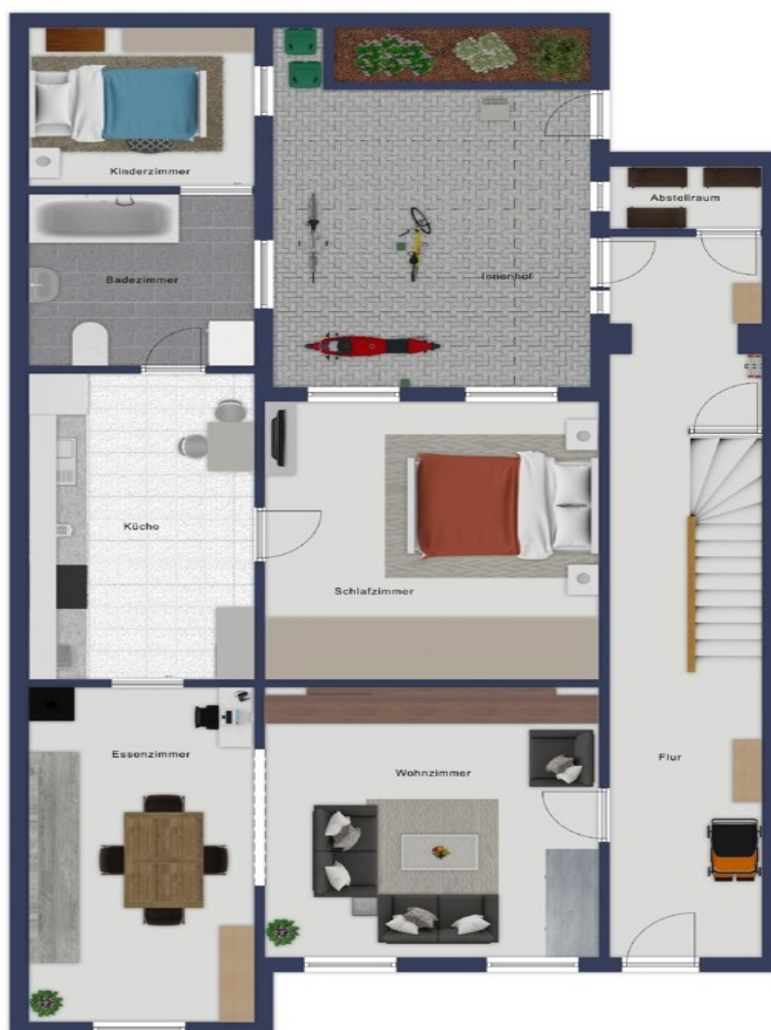 Kinderzimmer
Abstellraum
Badezimmer
Innenhof
Küche
Schlafzimmer
Essenzimmer
Flur
Wohnzimmer